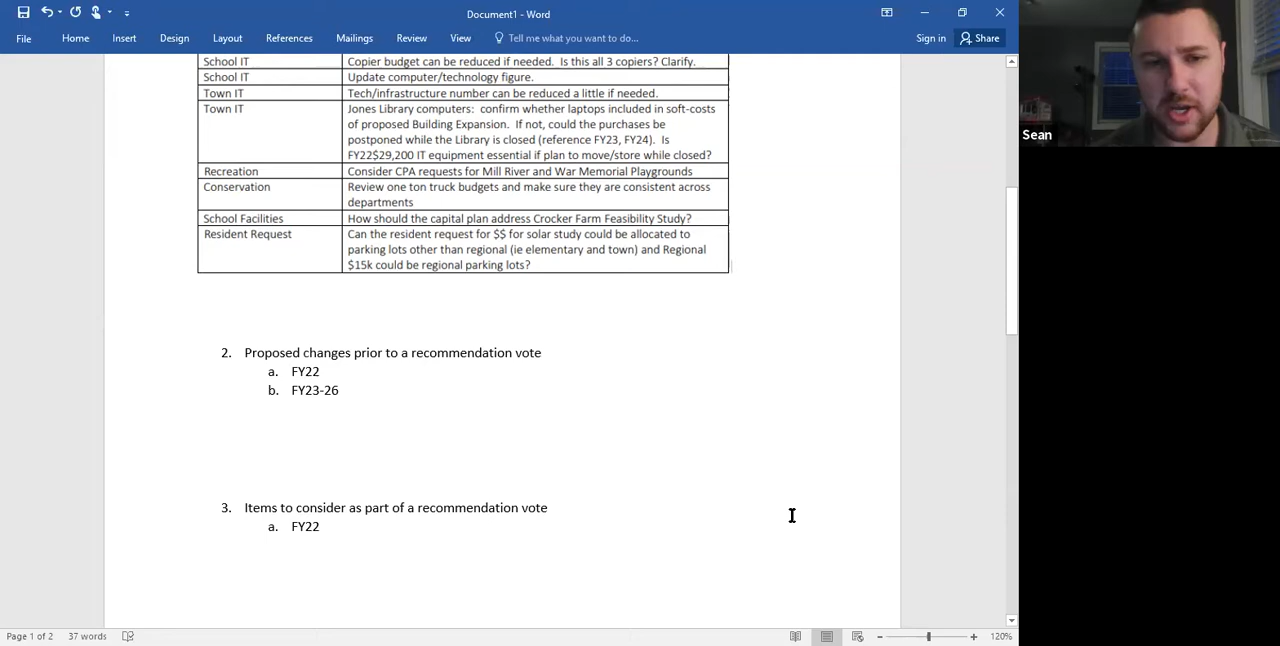 Document1 - Word
File Home Insert Design Layout References Mailings Review View Tell me what you want to do... Sign in Share
School IT Copier budget can be reduced if needed. Is this all 3 copiers? Clarify.
School IT Update computer/technology figure.
Town IT Tech/infrastructure number can be reduced a little if needed.
Town IT Jones Library computers: confirm whether laptops included in soft-costs
of proposed Building Expansion. If not, could the purchases be
postponed while the Library is closed (reference FY23, FY24). Is
FY22$29,200 IT equipment essential if plan to move/store while closed?
Recreation Consider CPA requests for Mill River and War Memorial Playgrounds
Conservation Review one ton truck budgets and make sure they are consistent across
departments
School Facilities How should the capital plan address Crocker Farm Feasibility Study?
Resident Request Can the resident request for $$ for solar study could be allocated to
parking lots other than regional (ie elementary and town) and Regional
$15k could be regional parking lots?
2. Proposed changes prior to a recommendation vote
a. FY22
b. FY23-26
3. Items to consider as part of a recommendation vote
a. FY22
Page 1 of 2 37 words 120%
Sean